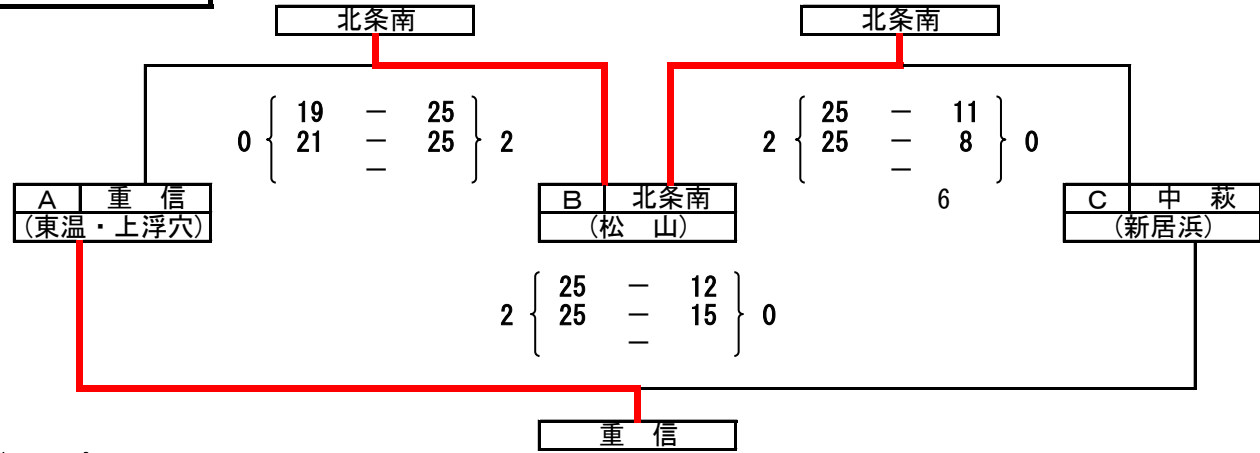 北条南 北条南
19 － 25 25 － 11
0 21 － 25 2 2 25 － 8 0
－ －
A 重 信 B 北条南 6 C 中 萩
(東温・上浮穴) (松 山) (新居浜)
25 － 12
2 25 － 15 0
－
重 信